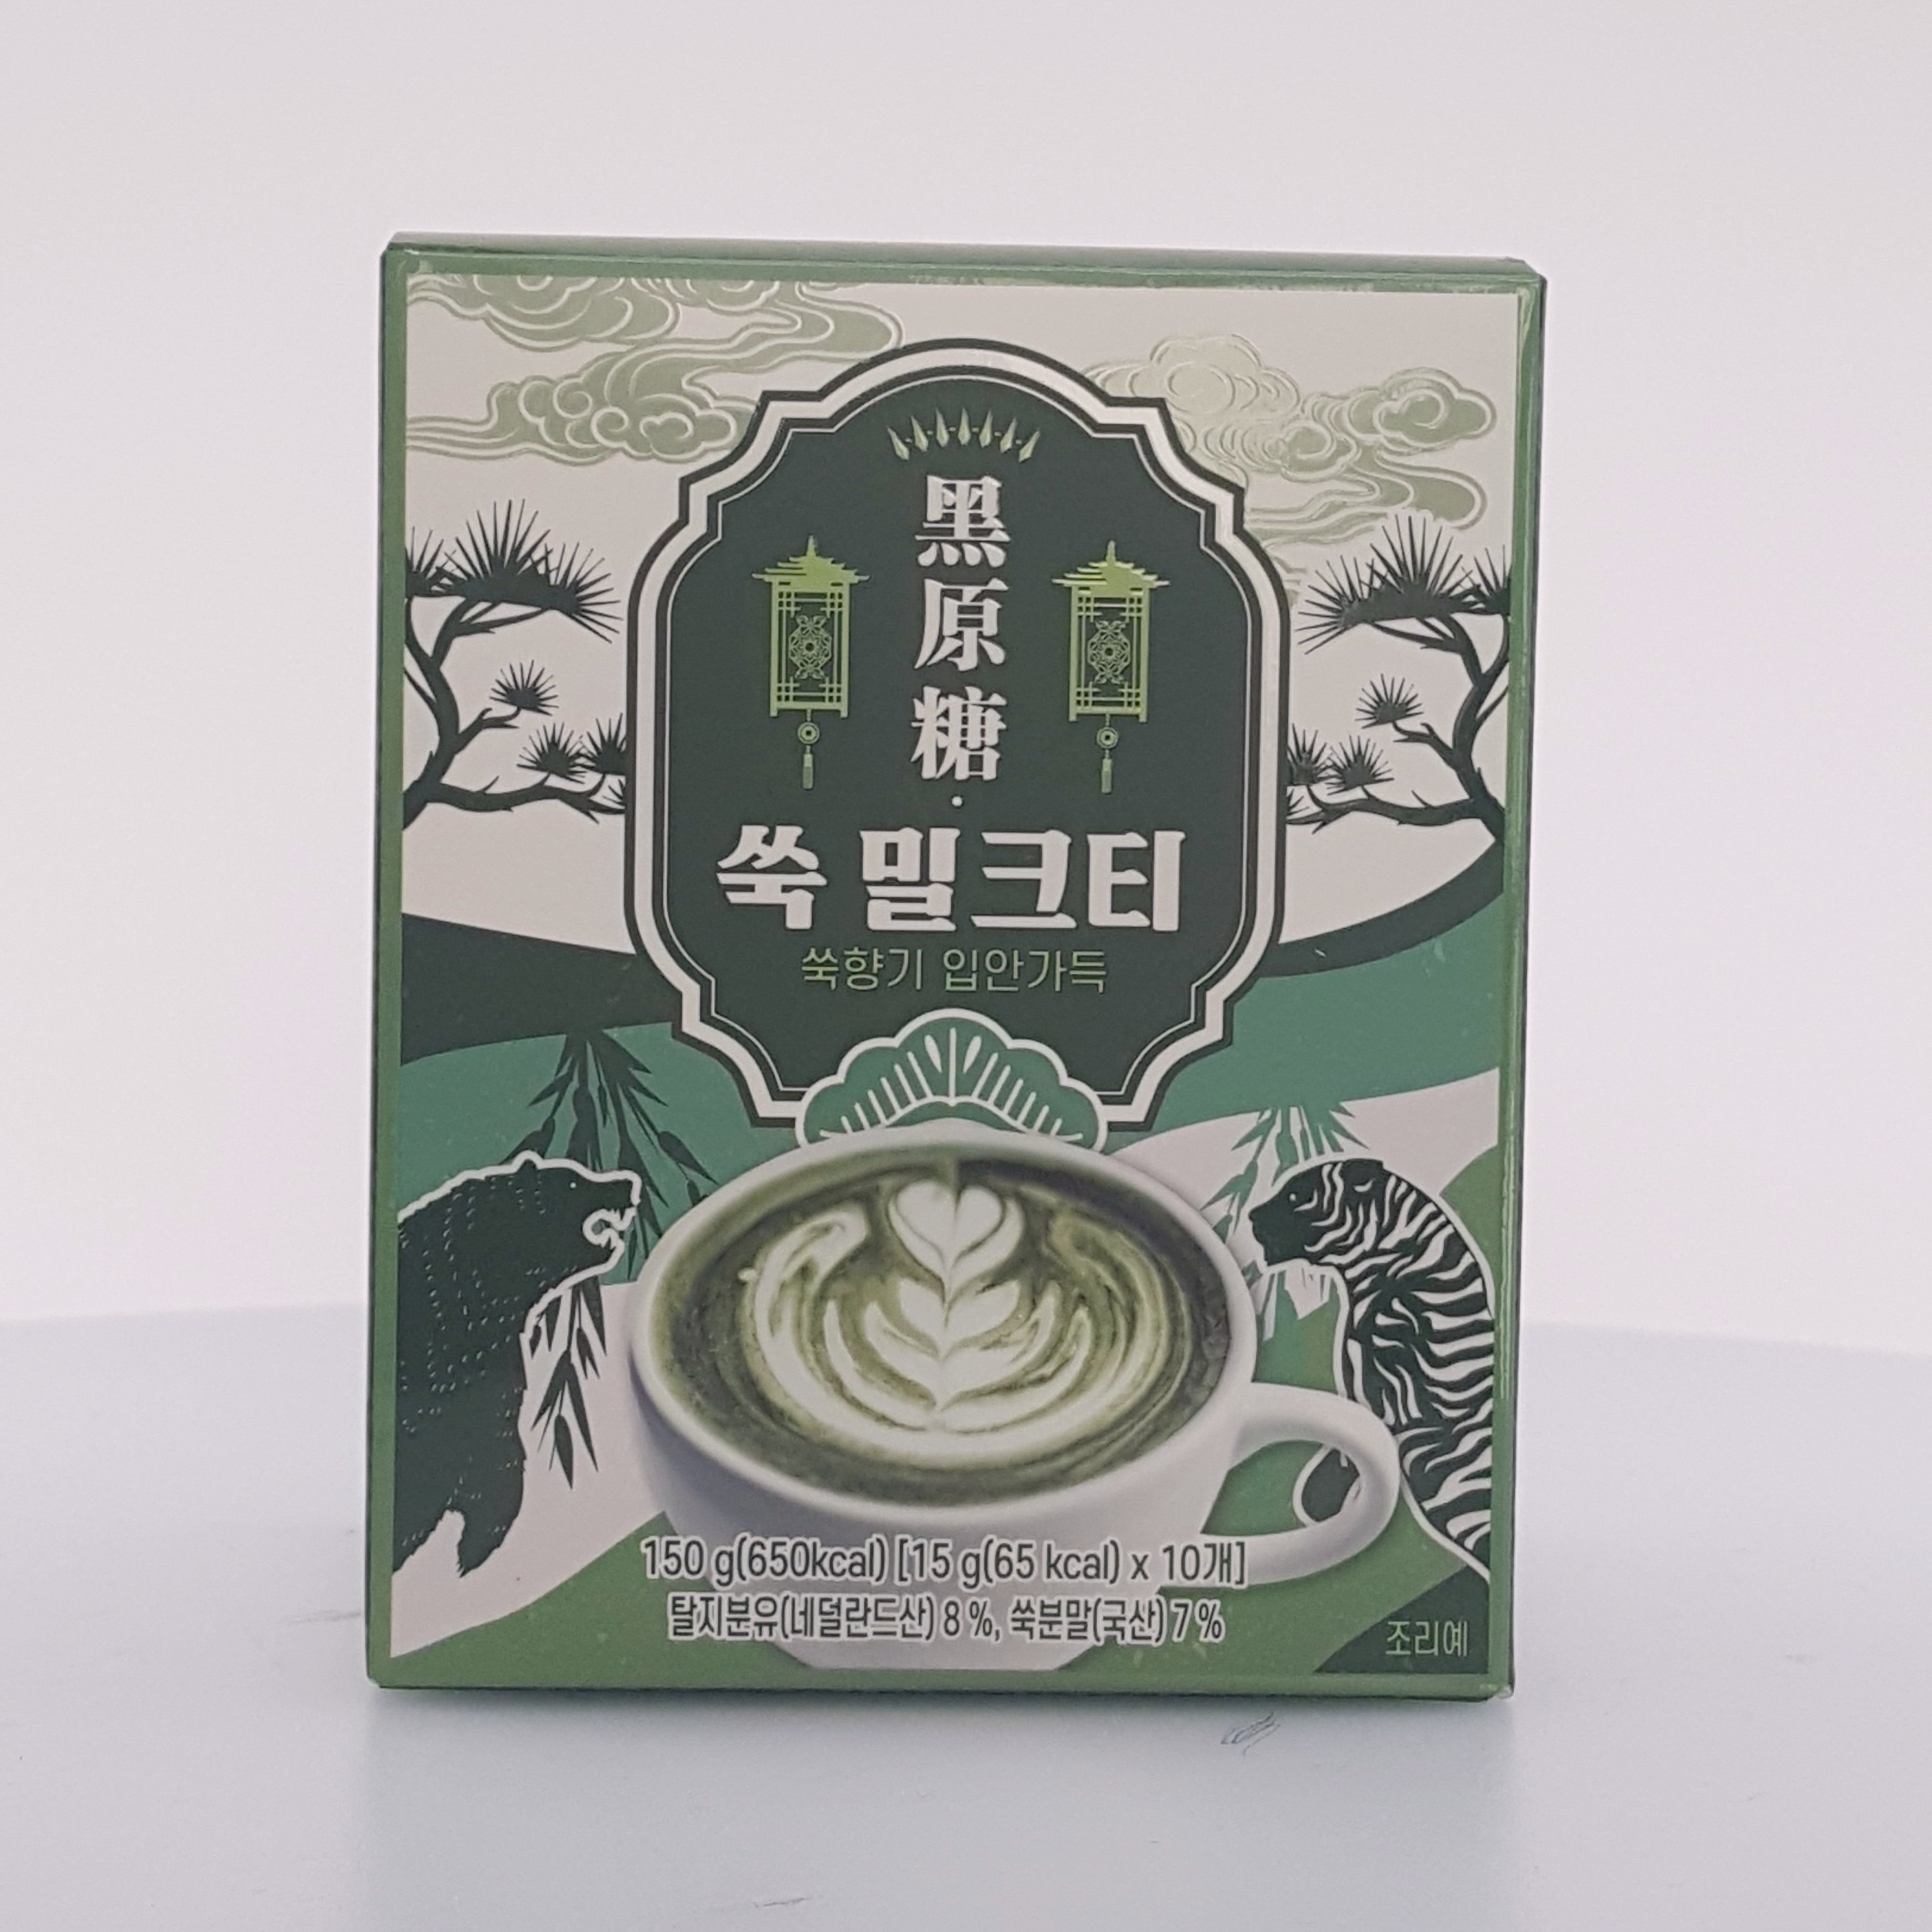 黑原糖
·
쑥 밀크티
쑥향기 입안가득
150 g(650kcal) [15 g(65 kcal) x 10개]
탈지분유(네덜란드산) 8 %, 쑥분말(국산) 7 %
조리예